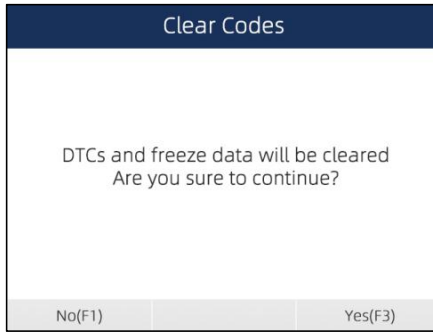 Clear Codes
DTCs and freeze data will be cleared
Are you sure to continue?
No(F1)
Yes(F3)